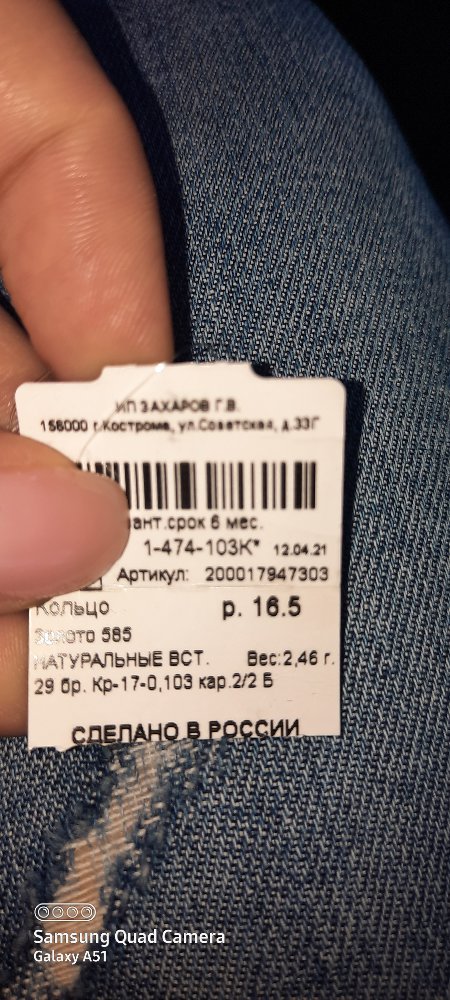 ИП ЗАХАРОВ Г.В.
156000 г.Кострома, ул.Советская, д.33Г
срок 6 мес.
1-474-103К* 12.04.21
Артикул: 200017947303
Кольцо р. 16.5
Золото 585
НАТУРАЛЬНЫЕ ВСТ. Вес:2,46 г.
29 бр. Кр-17-0,103 кар.2/2 Б
СДЕЛАНО В РОССИИ
Samsung Quad Camera
Galaxy A51